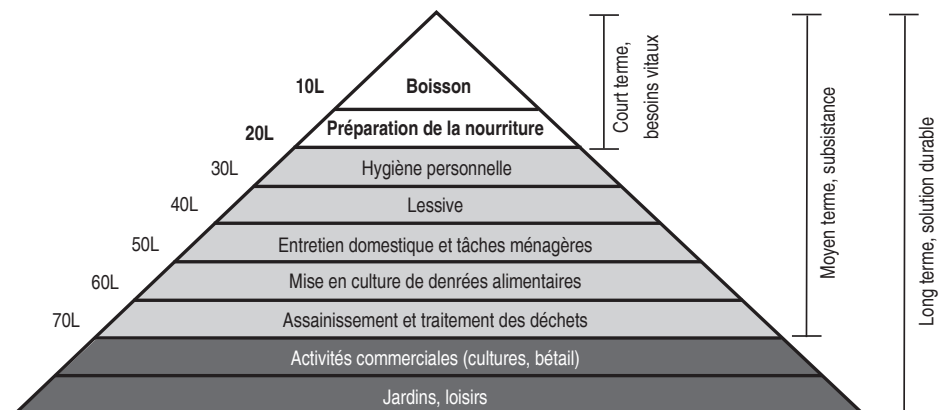 10L
Boisson
20L
Préparation de la nourriture
30L
Hygiène personnelle
40L
Lessive
50L
Entretien domestique et tâches ménagères
60L
Mise en culture de denrées alimentaires
70L
Assainissement et traitement des déchets
Activités commerciales (cultures, bétail)
Jardins, loisirs
Court terme,
besoins vitaux
Moyen terme, subsistance
Long terme, solution durable